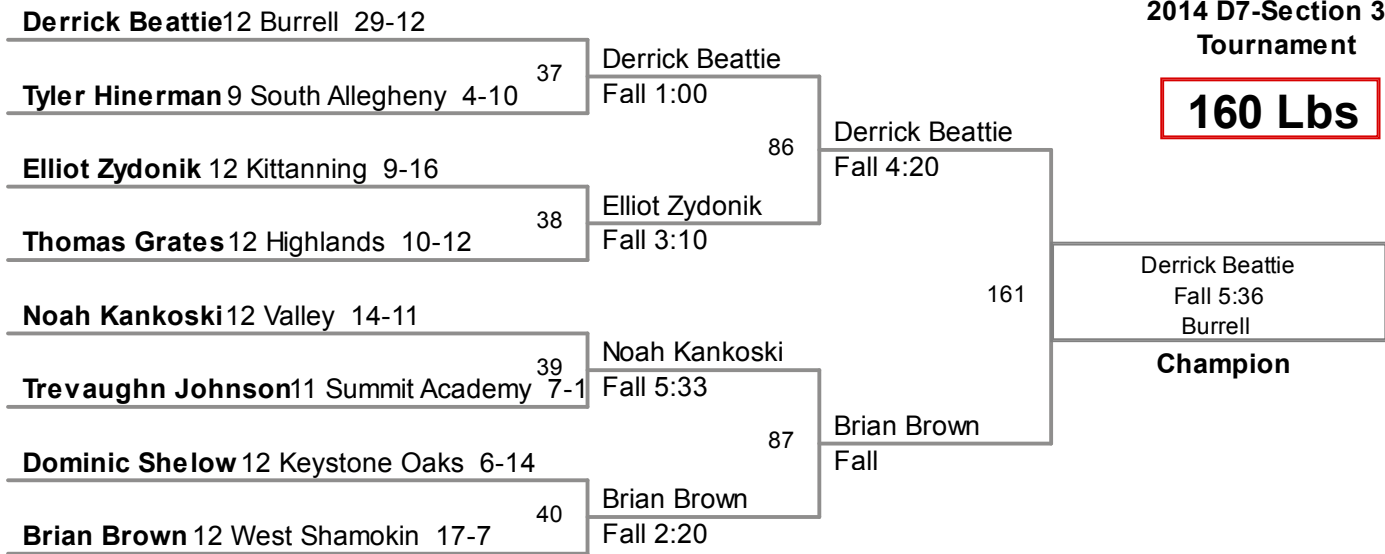 2014 D7-Section 3
Tournament
160 Lbs
Derrick Beattie 12 Burrell 29-12
37
Tyler Hinerman 9 South Allegheny 4-10
Derrick Beattie
Fall 1:00
86
Elliot Zydonik 12 Kittanning 9-16
38
Thomas Grates 12 Highlands 10-12
Elliot Zydonik
Fall 3:10
Derrick Beattie
Fall 4:20
161
Noah Kankoski 12 Valley 14-11
39
Trevaughn Johnson 11 Summit Academy 7-1
Noah Kankoski
Fall 5:33
87
Dominic Shelow 12 Keystone Oaks 6-14
40
Brian Brown 12 West Shamokin 17-7
Brian Brown
Fall 2:20
Brian Brown
Fall
Derrick Beattie
Fall 5:36
Burrell
Champion